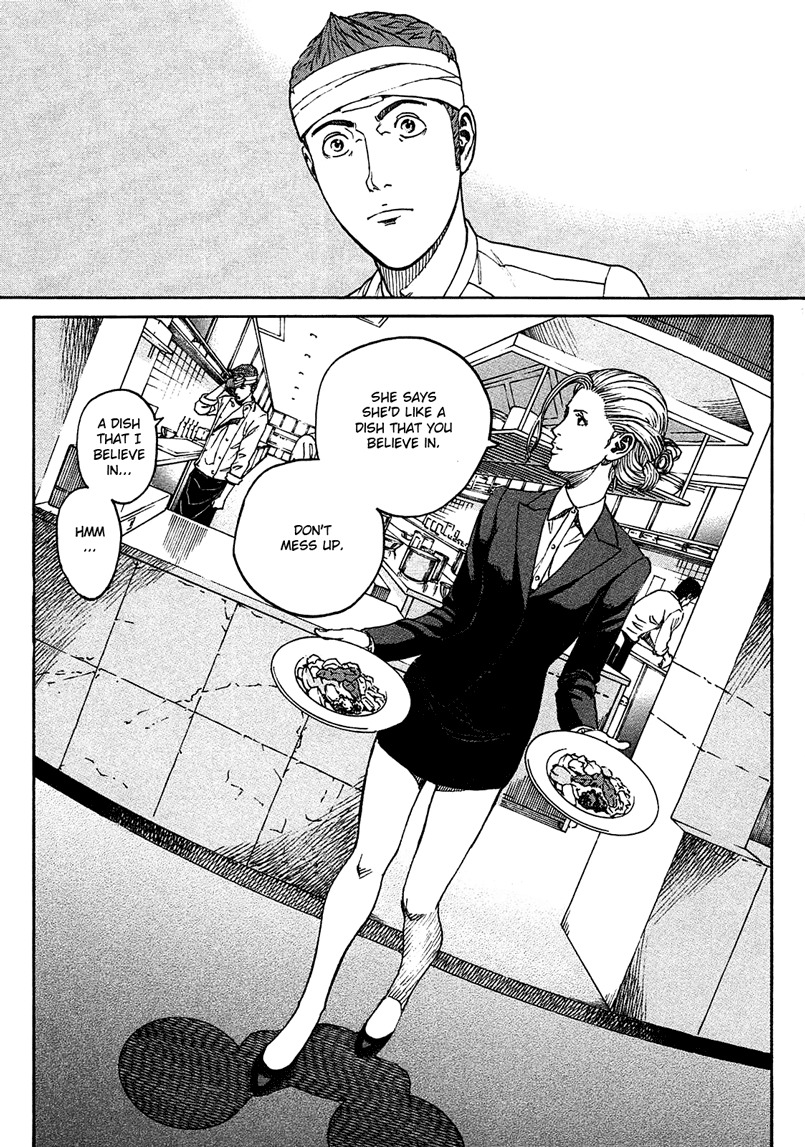 SHE SAYS
SHE'D LIKE A
DISH THAT YOU
BELIEVE IN.
DON'T
MESS UP.
A DISH
THAT I
BELIEVE
IN...
HMM
...